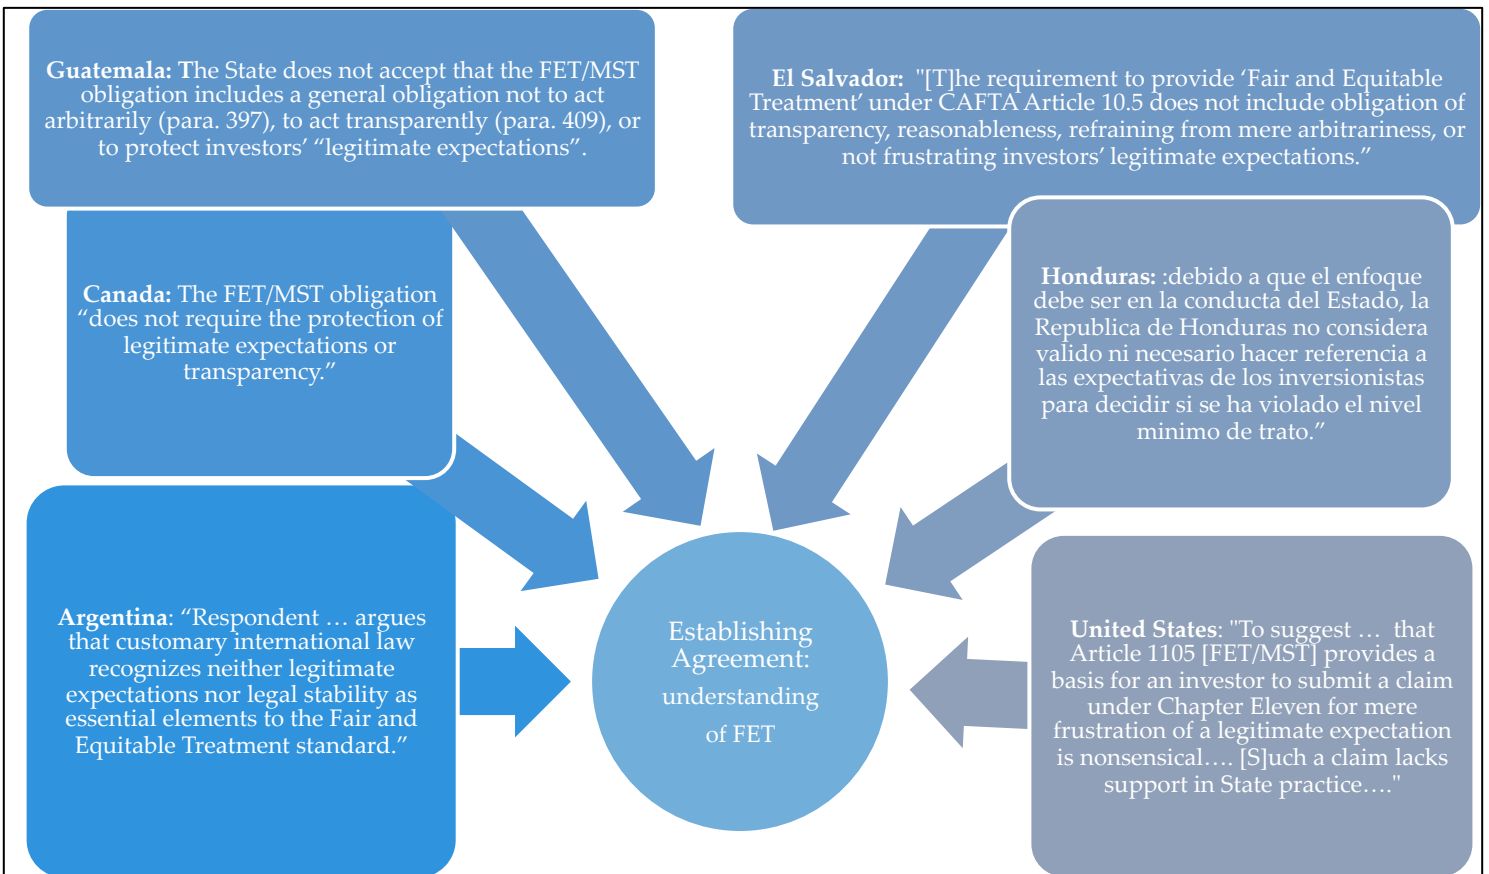 Guatemala: The State does not accept that the FET/MST
obligation includes a general obligation not to act
arbitrarily (para. 397), to act transparently (para. 409), or
to protect investors’ “legitimate expectations”.
El Salvador: "[T]he requirement to provide ‘Fair and Equitable
Treatment’ under CAFTA Article 10.5 does not include obligation of
transparency, reasonableness, refraining from mere arbitrariness, or
not frustrating investors’ legitimate expectations.”
Canada: The FET/MST obligation
“does not require the protection of
legitimate expectations or
transparency.”
Honduras: :debido a que el enfoque
debe ser en la conducta del Estado, la
Republica de Honduras no considera
valido ni necesario hacer referencia a
las expectativas de los inversionistas
para decidir si se ha violado el nivel
minimo de trato.”
Argentina: “Respondent … argues
that customary international law
recognizes neither legitimate
expectations nor legal stability as
essential elements to the Fair and
Equitable Treatment standard.”
Establishing
Agreement:
understanding
of FET
United States: "To suggest … that
Article 1105 [FET/MST] provides a
basis for an investor to submit a claim
under Chapter Eleven for mere
frustration of a legitimate expectation
is nonsensical…. [S]uch a claim lacks
support in State practice…."